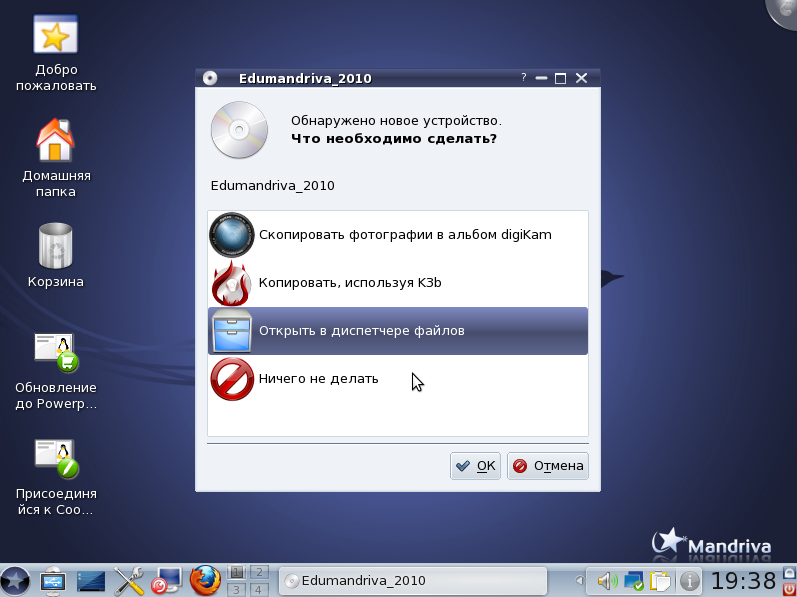 Добро
пожаловать
Домашняя
папка
Корзина
Обновление
до Powerp...
Присоединя
йся к Соо...
Edumandriva_2010
?
Обнаружено новое устройство.
Что необходимо сделать?
Edumandriva_2010
Скопировать фотографии в альбом digiKam
Копировать, используя K3b
Открыть в диспетчере файлов
Ничего не делать
ОК
Отмена
Mandriva
1 2
3 4
Edumandriva_2010
19:38